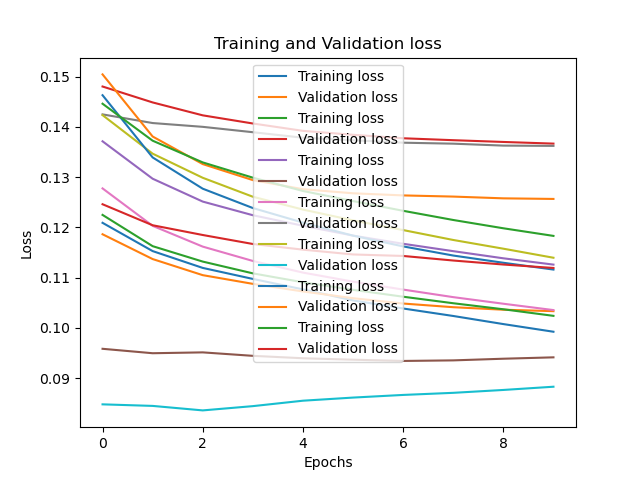 Training and Validation loss
Loss
0.15
0.14
0.13
0.12
0.11
0.10
0.09
Training loss
Validation loss
Training loss
Validation loss
Training loss
Validation loss
Training loss
Validation loss
Training loss
Validation loss
Training loss
Validation loss
Training loss
Validation loss
0 2 4 6 8
Epochs